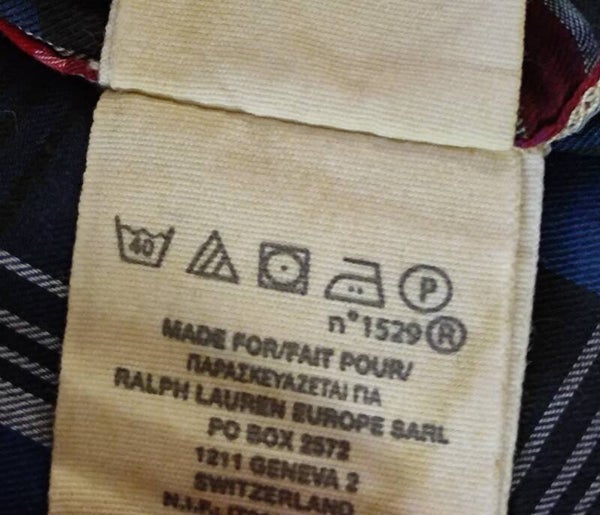 40
P
n°1529 ®
MADE FOR/FAIT POUR/
ΠΑΡΑΣΚΕΥΑΖΕΤΑΙ ΓΙΑ
RALPH LAUREN EUROPE SARL
PO BOX 2572
1211 GENEVA 2
SWITZERLAND
N.I.F.